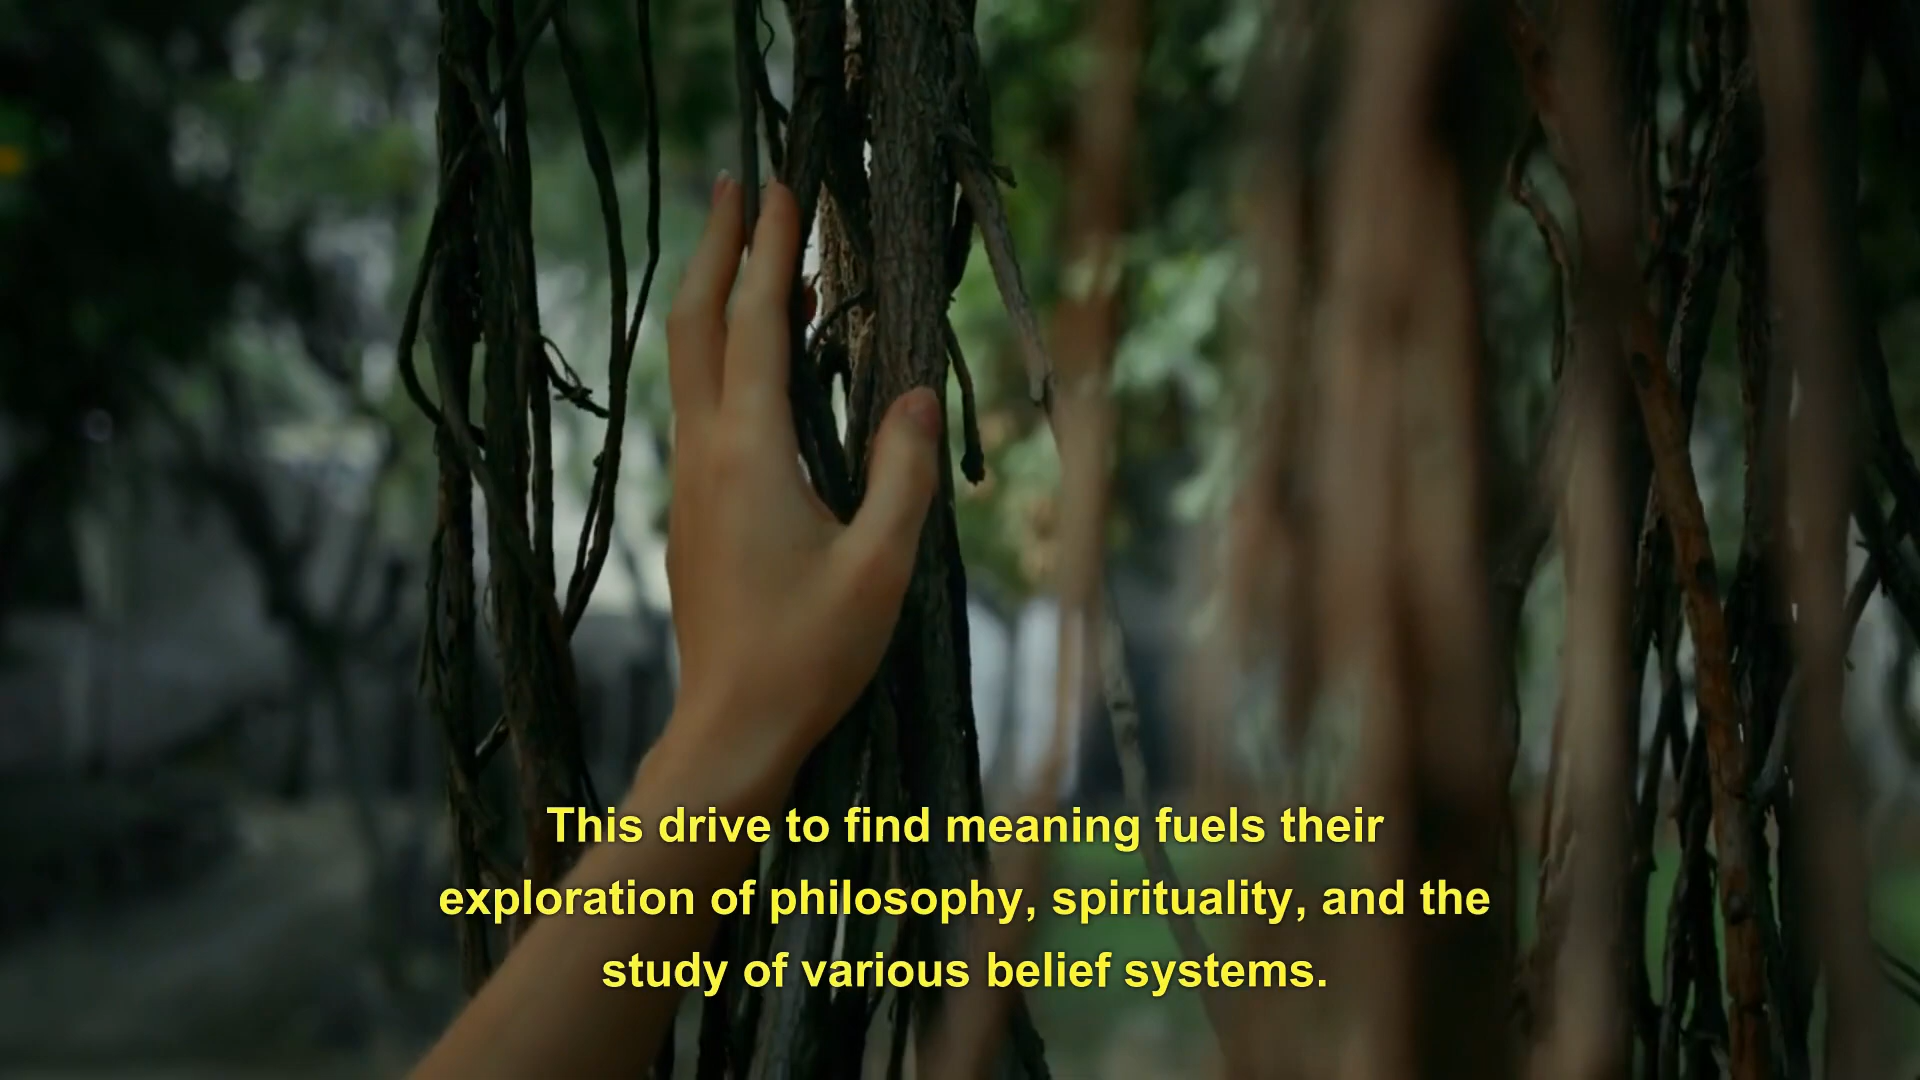 This drive to find meaning fuels their
exploration of philosophy, spirituality, and the
study of various belief systems.